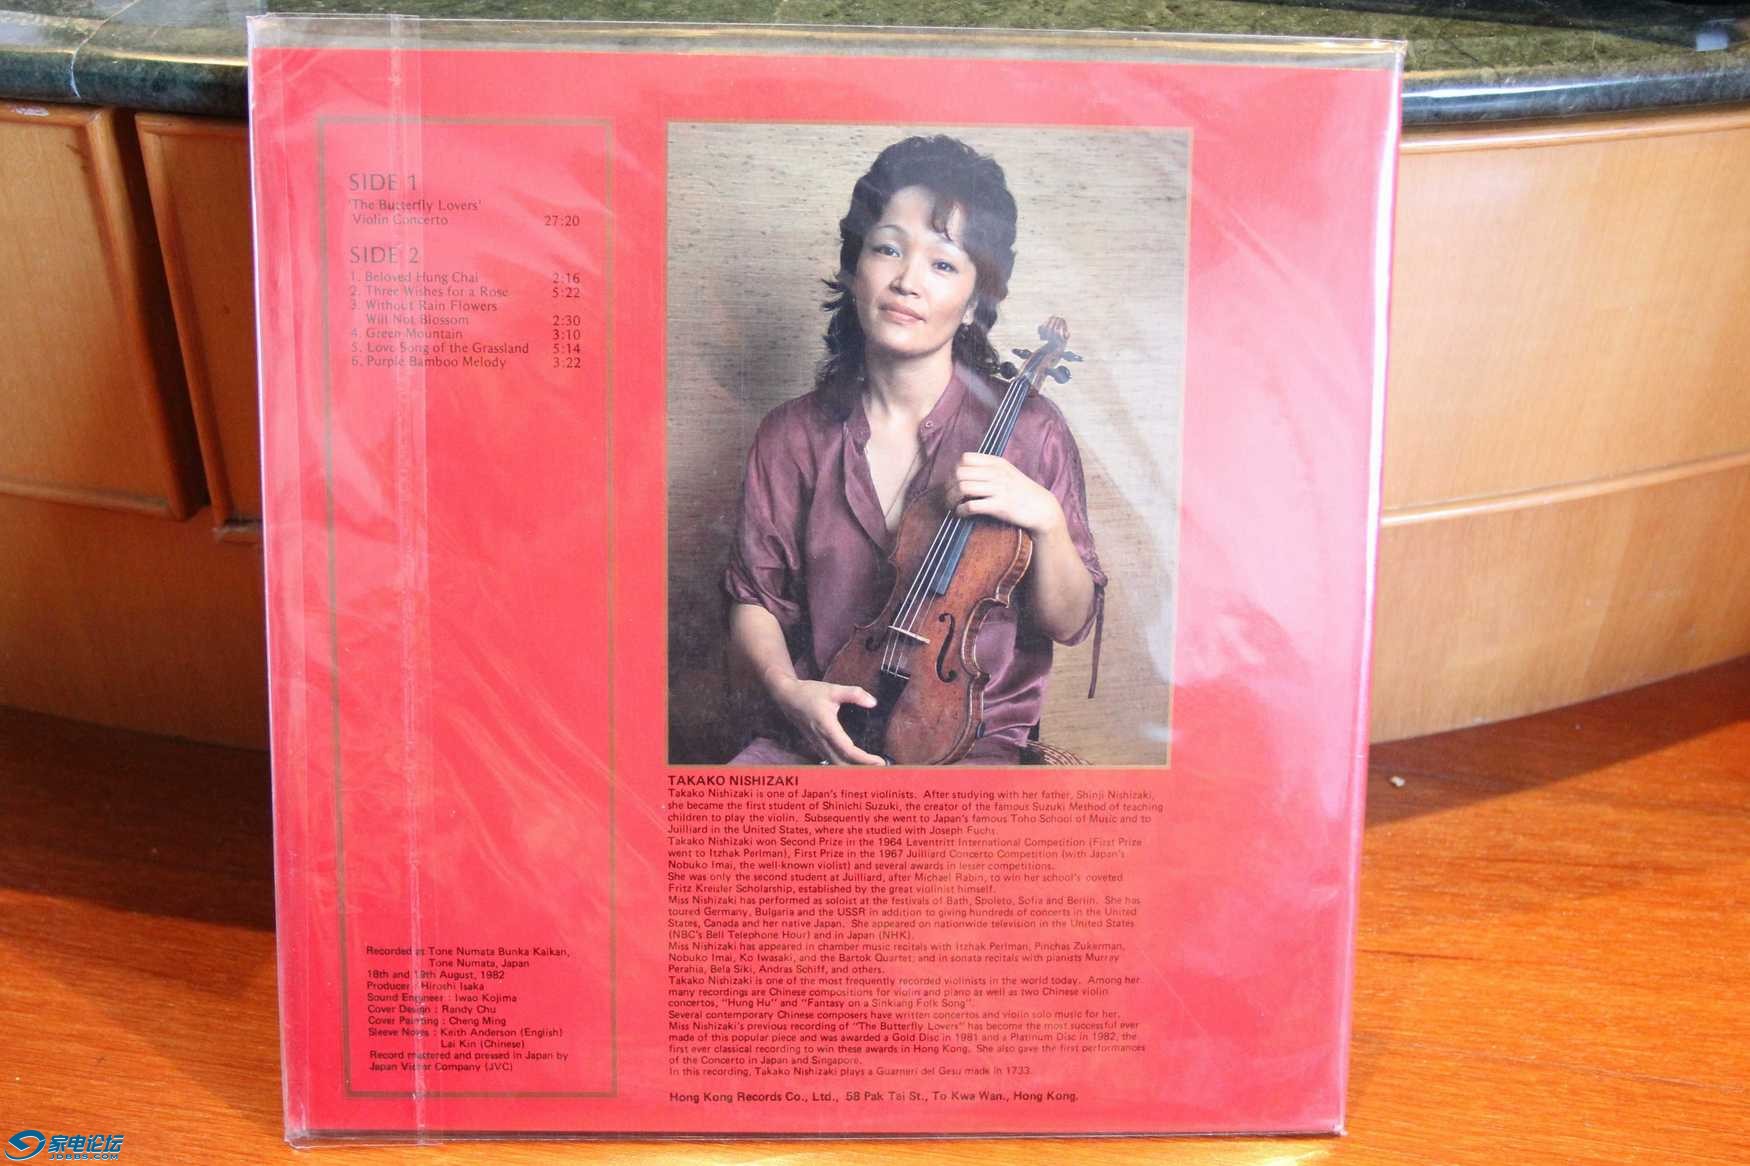 SIDE 1
'The Butterfly Lovers'
Violin Concerto 27:20
SIDE 2
1. Beloved Hung Chai 2:16
2. Three Wishes for a Rose 5:22
3. Without Rain Flowers
Will Not Blossom 2:30
4. Green Mountain 3:10
5. Love Song of the Grassland 5:14
6. Purple Bamboo Melody 3:22
Recorded at Tone Numata Bunka Kaikan,
Tone Numata, Japan
18th and 19th August, 1982
Producer : Hiroshi Isaka
Sound Engineer : Iwao Kojima
Cover Design : Randy Chu
Cover Painting : Cheng Ming
Sleeve Notes : Keith Anderson (English)
Lai Kin (Chinese)
Record mastered and pressed in Japan by
Japan Victor Company (JVC)
TAKAKO NISHIZAKI
Takako Nishizaki is one of Japan's finest violinists. After studying with her father, Shinji Nishizaki,
she became the first student of Shinichi Suzuki, the creator of the famous Suzuki Method of teaching
children to play the violin. Subsequently she went to Japan's famous Toho School of Music and to
Juilliard in the United States, where she studied with Joseph Fuchs.
Takako Nishizaki won Second Prize in the 1964 Leventritt International Competition (First Prize
went to Itzhak Perlman), First Prize in the 1967 Juilliard Concerto Competition (with Japan's
Nobuko Imai, the well-known violist) and several awards in lesser competitions.
She was only the second student at Juilliard, after Michael Rabin, to win her school's coveted
Fritz Kreisler Scholarship, established by the great violinist himself.
Miss Nishizaki has performed as soloist at the festivals of Bath, Spoleto, Sofia and Berlin. She has
toured Germany, Bulgaria and the USSR in addition to giving hundreds of concerts in the United
States, Canada and her native Japan. She appeared on nationwide television in the United States
(NBC's Bell Telephone Hour) and in Japan (NHK).
Miss Nishizaki has appeared in chamber music recitals with Itzhak Perlman, Pinchas Zukerman,
Nobuko Imai, Ko Iwasaki, and the Bartok Quartet; and in sonata recitals with pianists Murray
Perahia, Bela Siki, Andras Schiff, and others.
Takako Nishizaki is one of the most frequently recorded violinists in the world today. Among her
many recordings are Chinese compositions for violin and piano as well as two Chinese violin
concertos, "Hung Hu" and "Fantasy on a Sinkiang Folk Song".
Several contemporary Chinese composers have written concertos and violin solo music for her.
Miss Nishizaki's previous recording of "The Butterfly Lovers" has become the most successful ever
made of this popular piece and was awarded a Gold Disc in 1981 and a Platinum Disc in 1982, the
first ever classical recording to win these awards in Hong Kong. She also gave the first performances
of the Concerto in Japan and Singapore.
In this recording, Takako Nishizaki plays a Guarneri del Gesu made in 1733.
Hong Kong Records Co., Ltd., 58 Pak Tai St., To Kwa Wan., Hong Kong.
家电论坛
JDBBS.COM